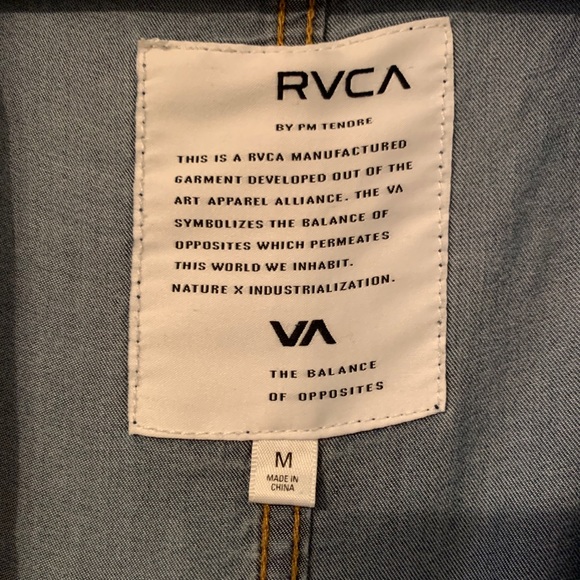 RVCA
BY PM TENORE
THIS IS A RVCA MANUFACTURED
GARMENT DEVELOPED OUT OF THE
ART APPAREL ALLIANCE. THE VA
SYMBOLIZES THE BALANCE OF
OPPOSITES WHICH PERMEATES
THIS WORLD WE INHABIT.
NATURE X INDUSTRIALIZATION.
VA
THE BALANCE
OF OPPOSITES
M
MADE IN
CHINA